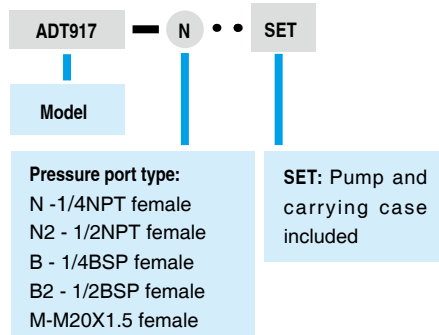 ADT917 — N • • SET
Model
Pressure port type:
N -1/4NPT female
N2 - 1/2NPT female
B - 1/4BSP female
B2 - 1/2BSP female
M-M20X1.5 female
SET: Pump and
carrying case
included